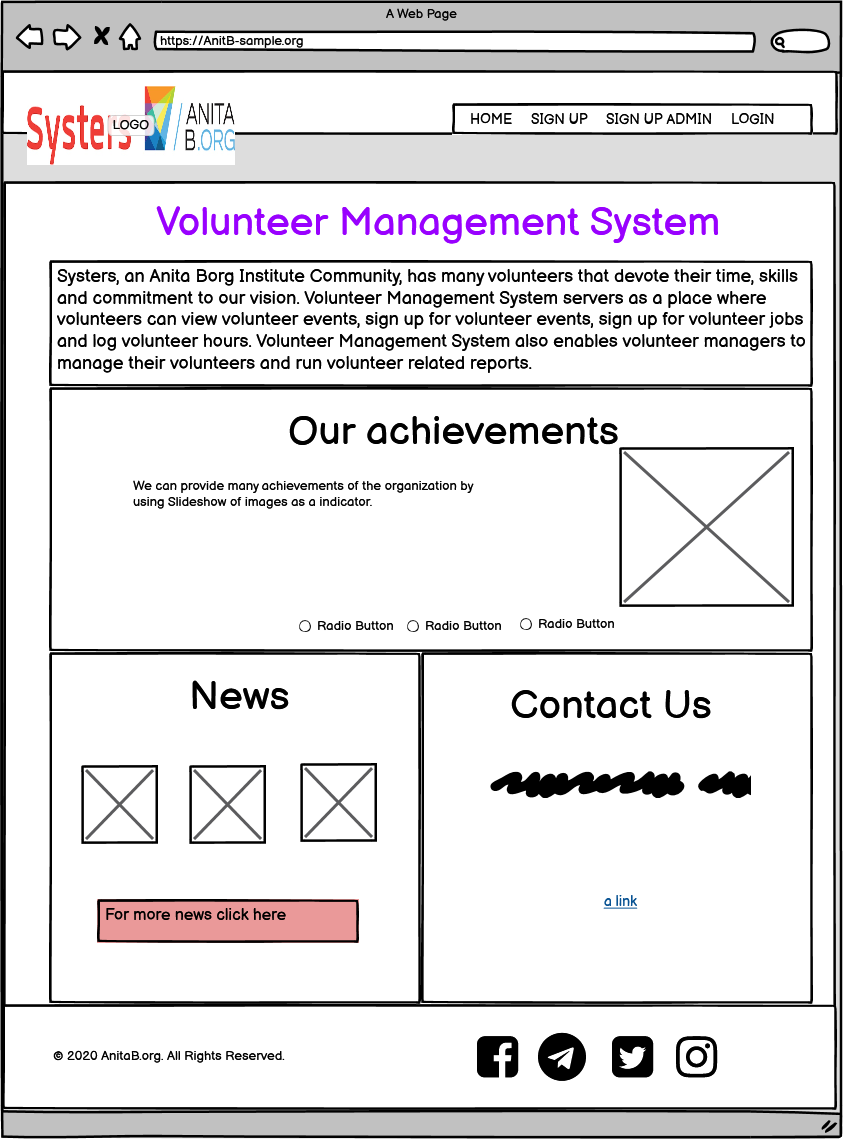 A Web Page
https://AnitB-sample.org
Systers
LOGO
ANITA
B.ORG
HOME SIGN UP SIGN UP ADMIN LOGIN
Volunteer Management System
Systers, an Anita Borg Institute Community, has many volunteers that devote their time, skills
and commitment to our vision. Volunteer Management System servers as a place where
volunteers can view volunteer events, sign up for volunteer events, sign up for volunteer jobs
and log volunteer hours. Volunteer Management System also enables volunteer managers to
manage their volunteers and run volunteer related reports.
Our achievements
We can provide many achievements of the organization by
using Slideshow of images as a indicator.
Radio Button Radio Button Radio Button
News
For more news click here
Contact Us
a link
© 2020 AnitaB.org. All Rights Reserved.